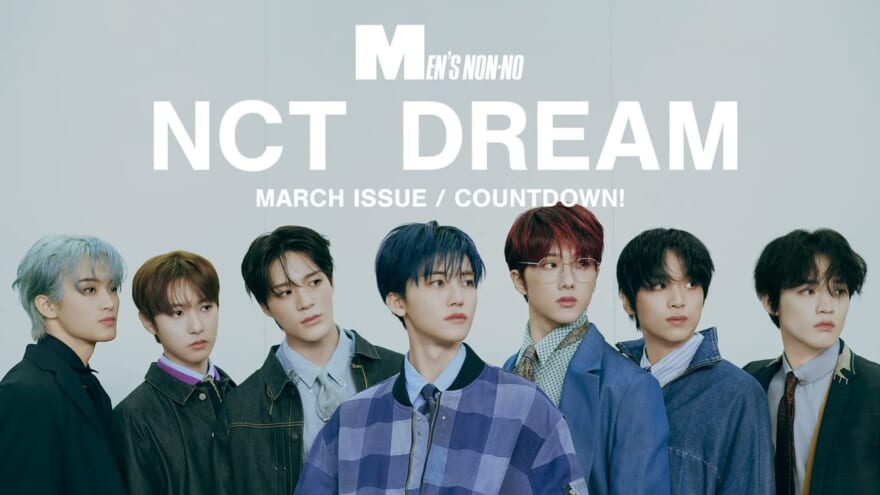 MEN'S NON-NO
NCT DREAM
MARCH ISSUE / COUNTDOWN!